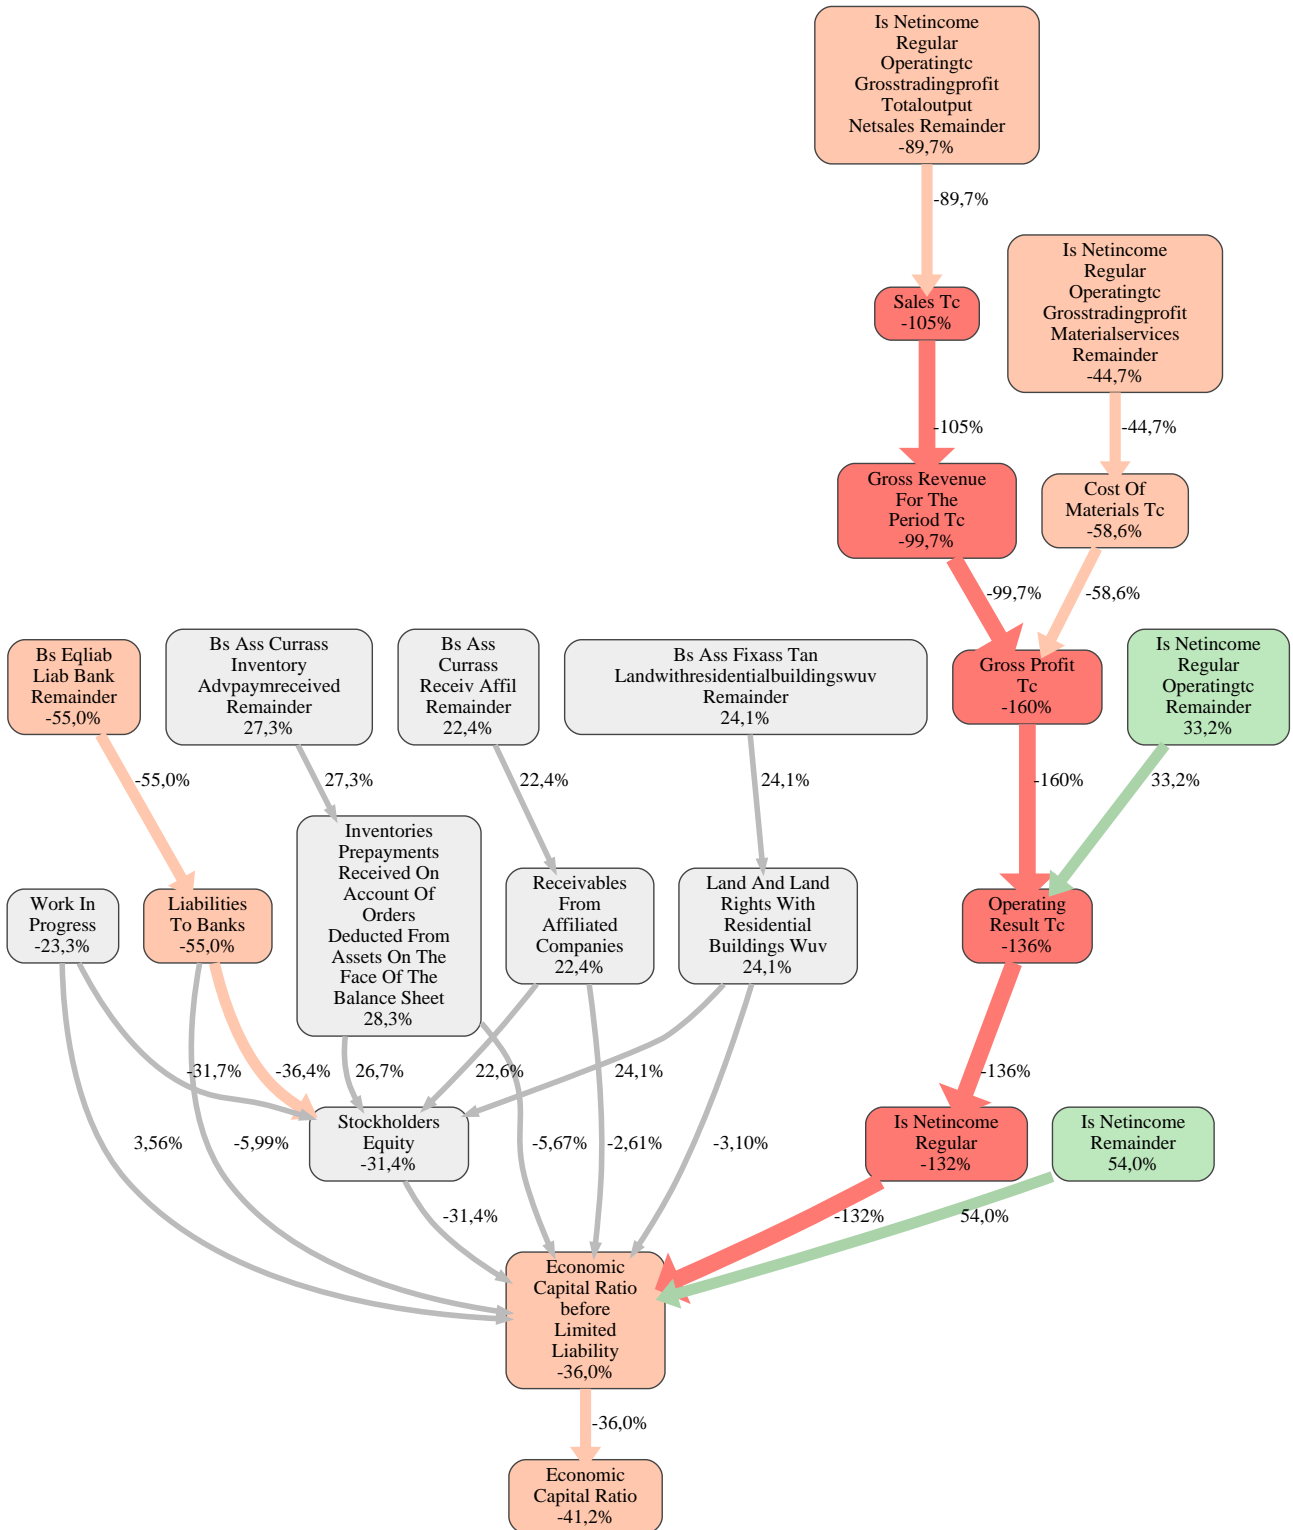 Is Netincome
Regular
Operatingtc
Grosstradingprofit
Totaloutput
Netsales Remainder
-89,7%
-89,7%
Is Netincome
Regular
Operatingtc
Grosstradingprofit
Materialservices
Remainder
-44,7%
Sales Tc
-105%
-105%
-44,7%
Gross Revenue
For The
Period Tc
-99,7%
Cost Of
Materials Tc
-58,6%
-99,7%
-58,6%
Bs Eqliab
Liab Bank
Remainder
-55,0%
Bs Ass Currass
Inventory
Advpaymreceived
Remainder
27,3%
Bs Ass
Currass
Receiv Affil
Remainder
22,4%
Bs Ass Fixass Tan
Landwithresidentialbuildingswuv
Remainder
24,1%
Gross Profit
Tc
-160%
Is Netincome
Regular
Operatingtc
Remainder
33,2%
-55,0%
27,3%
22,4%
24,1%
-160%
33,2%
Work In
Progress
-23,3%
Liabilities
To Banks
-55,0%
Inventories
Prepayments
Received On
Account Of
Orders
Deducted From
Assets On The
Face Of The
Balance Sheet
28,3%
Receivables
From
Affiliated
Companies
22,4%
Land And Land
Rights With
Residential
Buildings Wuv
24,1%
Operating
Result Tc
-136%
-31,7%
-36,4%
26,7%
22,6%
24,1%
-136%
Stockholders
Equity
-31,4%
Is Netincome
Regular
-132%
Is Netincome
Remainder
54,0%
3,56%
-5,99%
-5,67%
-2,61%
-3,10%
-31,4%
-132%
54,0%
Economic
Capital Ratio
before
Limited
Liability
-36,0%
-36,0%
Economic
Capital Ratio
-41,2%